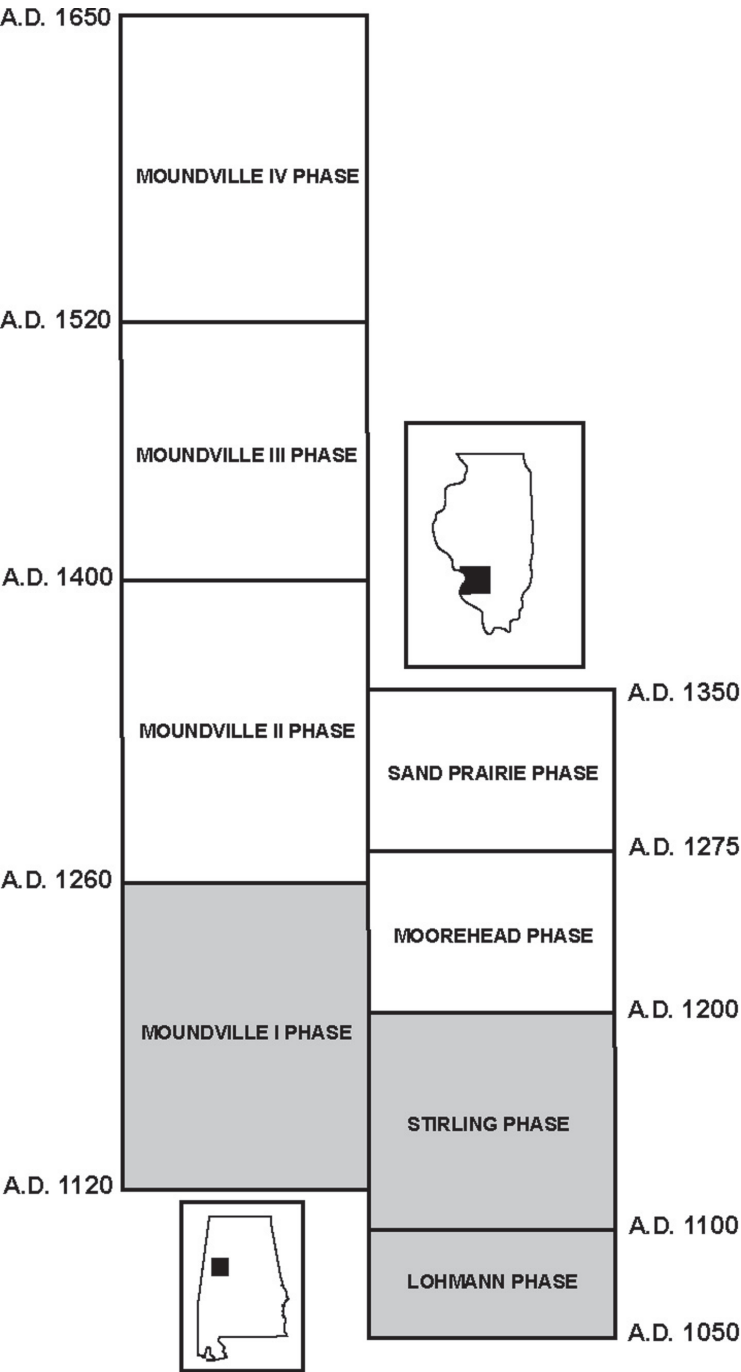 A.D. 1650
MOUNDVILLE IV PHASE
A.D. 1520
MOUNDVILLE III PHASE
A.D. 1400
MOUNDVILLE II PHASE
A.D. 1260
MOUNDVILLE I PHASE
A.D. 1120
A.D. 1350
SAND PRAIRIE PHASE
A.D. 1275
MOOREHEAD PHASE
A.D. 1200
STIRLING PHASE
A.D. 1100
LOHMANN PHASE
A.D. 1050